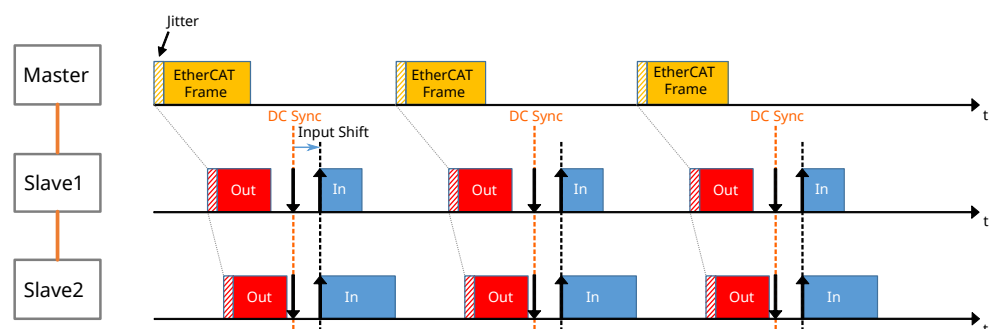 Jitter
Master
EtherCAT
Frame
EtherCAT
Frame
EtherCAT
Frame
t
DC Sync
DC Sync
DC Sync
Input Shift
Slave1
Out
In
Out
In
Out
In
t
Slave2
Out
In
Out
In
Out
In
t